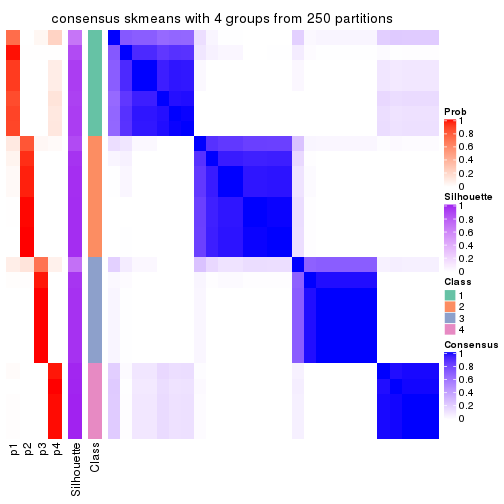 consensus skmeans with 4 groups from 250 partitions
Prob
1
0.8
0.6
0.4
0.2
0
Silhouette
1
0.8
0.6
0.4
0.2
0
Class
1
2
3
4
Consensus
1
0.8
0.6
0.4
0.2
0
p1
p2
p3
p4
Silhouette
Class